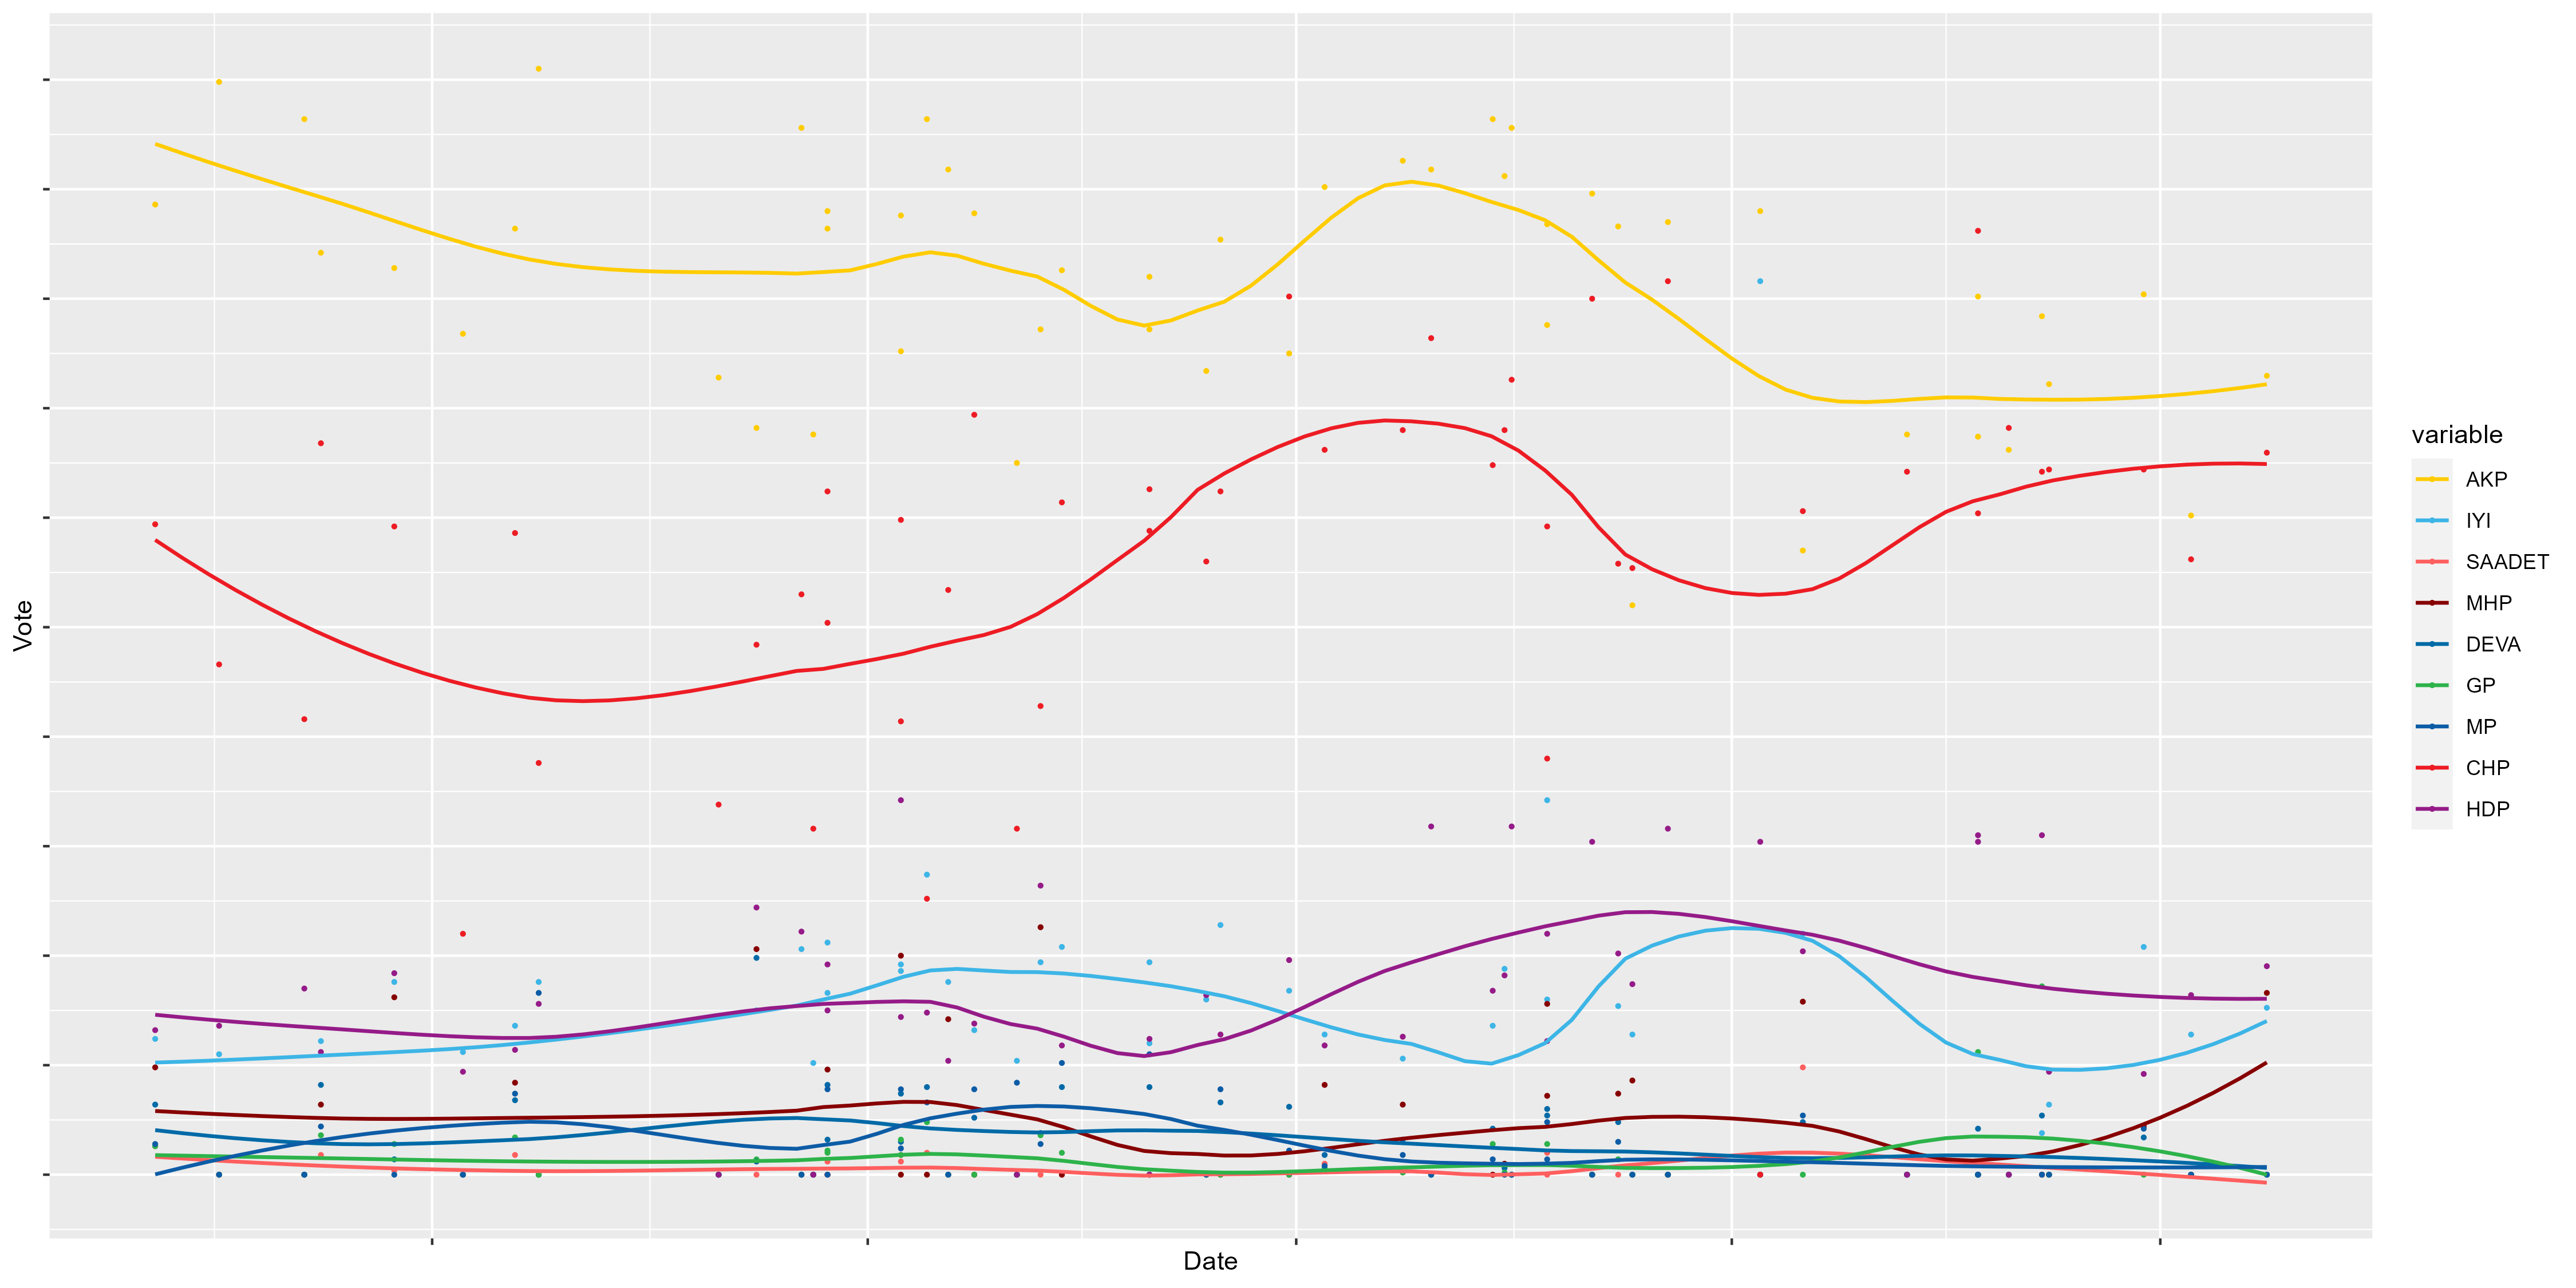 Vote
Date
variable
AKP
IYI
SAADET
MHP
DEVA
GP
MP
CHP
HDP